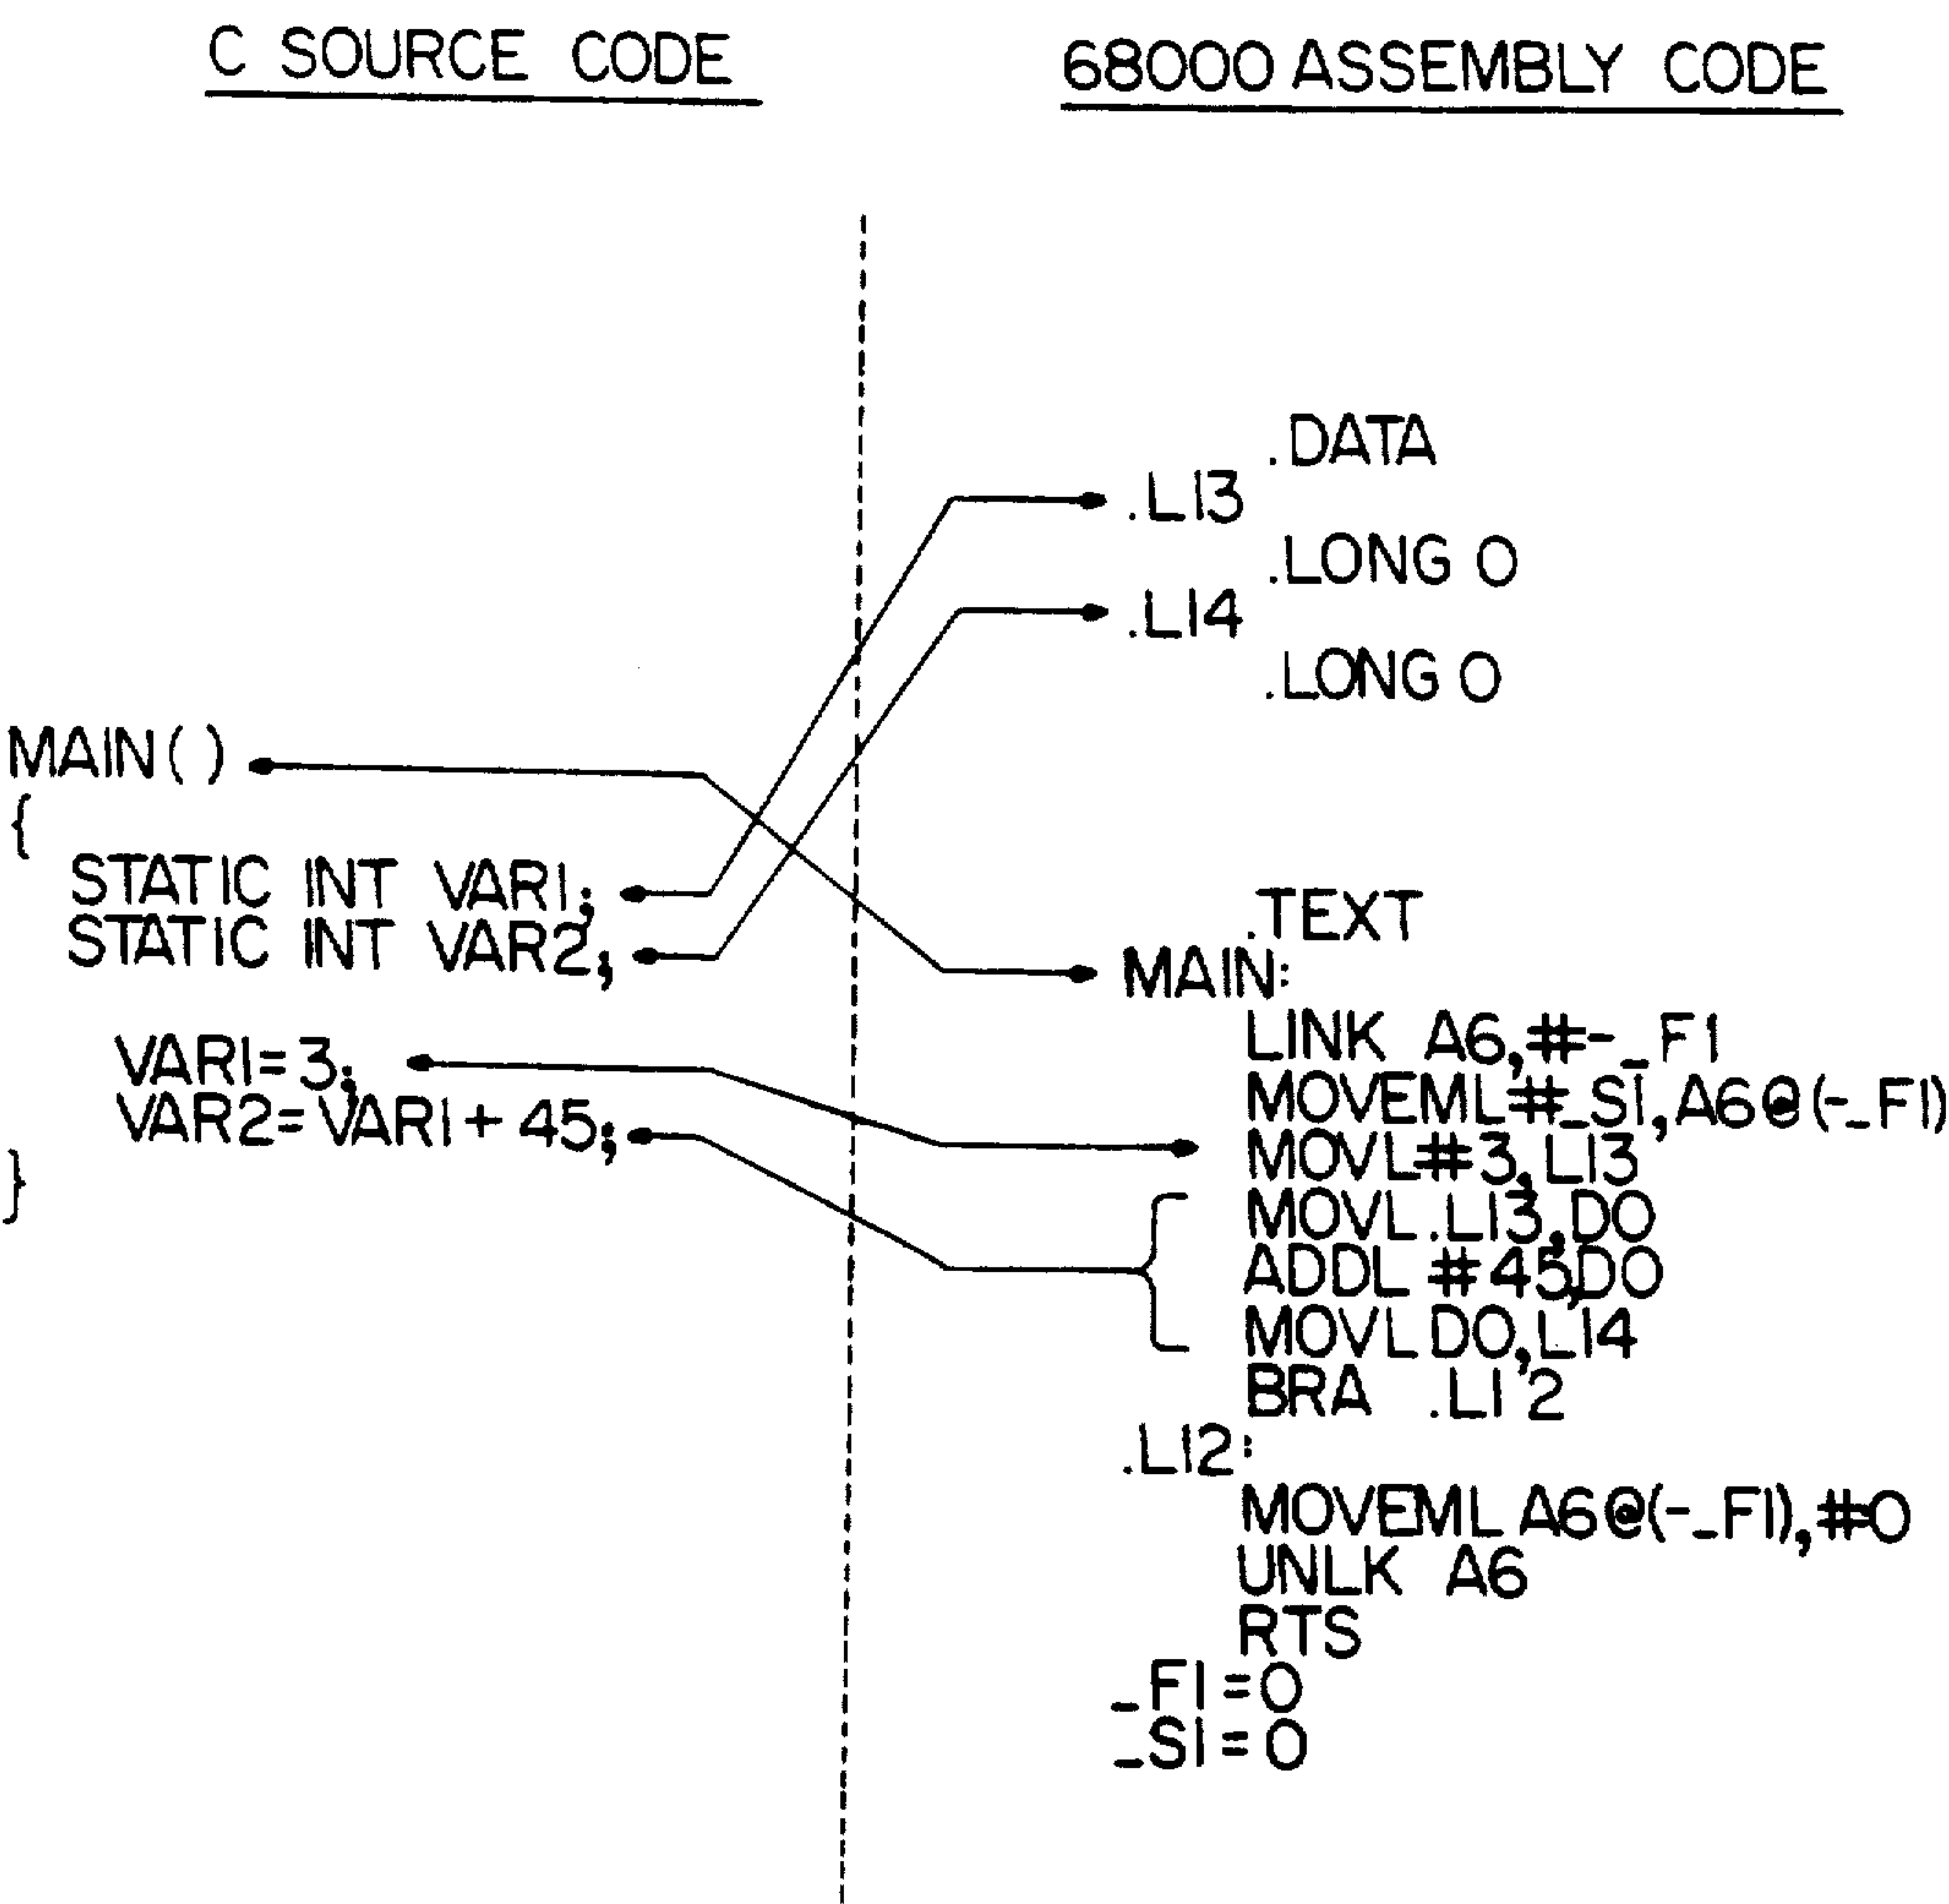 C SOURCE CODE
68000 ASSEMBLY CODE
MAIN()
{
STATIC INT VAR1;
STATIC INT VAR2;
VAR1=3;
VAR2=VAR1+45;
}
.DATA
.L13
.LONG 0
.L14
.LONG 0
.TEXT
MAIN:
LINK A6,#-_F1
MOVEML#_S1,A6@(-_F1)
MOVL#3,L13
MOVL.L13,D0
ADDL #45,D0
MOVL D0,L14
BRA .L12
.L12:
MOVEML A6@(-_F1),#0
UNLK A6
RTS
_F1=0
_S1=0